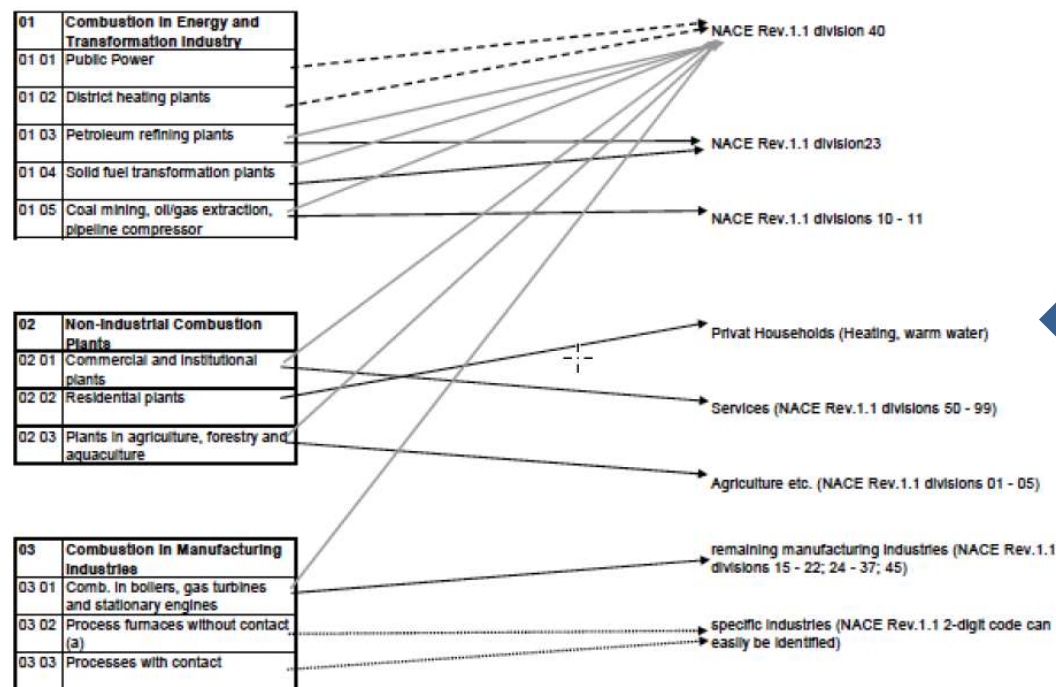 01 Combustion in Energy and
Transformation Industry
01 01 Public Power
01 02 District heating plants
01 03 Petroleum refining plants
01 04 Solid fuel transformation plants
01 05 Coal mining, oil/gas extraction,
pipeline compressor
NACE Rev.1.1 division 40
NACE Rev.1.1 division23
NACE Rev.1.1 divisions 10 - 11
02 Non-industrial Combustion
Plants
02 01 Commercial and institutional
plants
02 02 Residential plants
02 03 Plants in agriculture, forestry and
aquaculture
Privat Households (Heating, warm water)
Services (NACE Rev.1.1 divisions 50 - 99)
Agriculture etc. (NACE Rev.1.1 divisions 01 - 05)
03 Combustion in Manufacturing
Industries
03 01 Comb. in boilers, gas turbines
and stationary engines
03 02 Process furnaces without contact
(a)
03 03 Processes with contact
remaining manufacturing industries (NACE Rev.1.1
divisions 15 - 22; 24 - 37; 45)
specific industries (NACE Rev.1.1 2-digit code can
easily be identified)